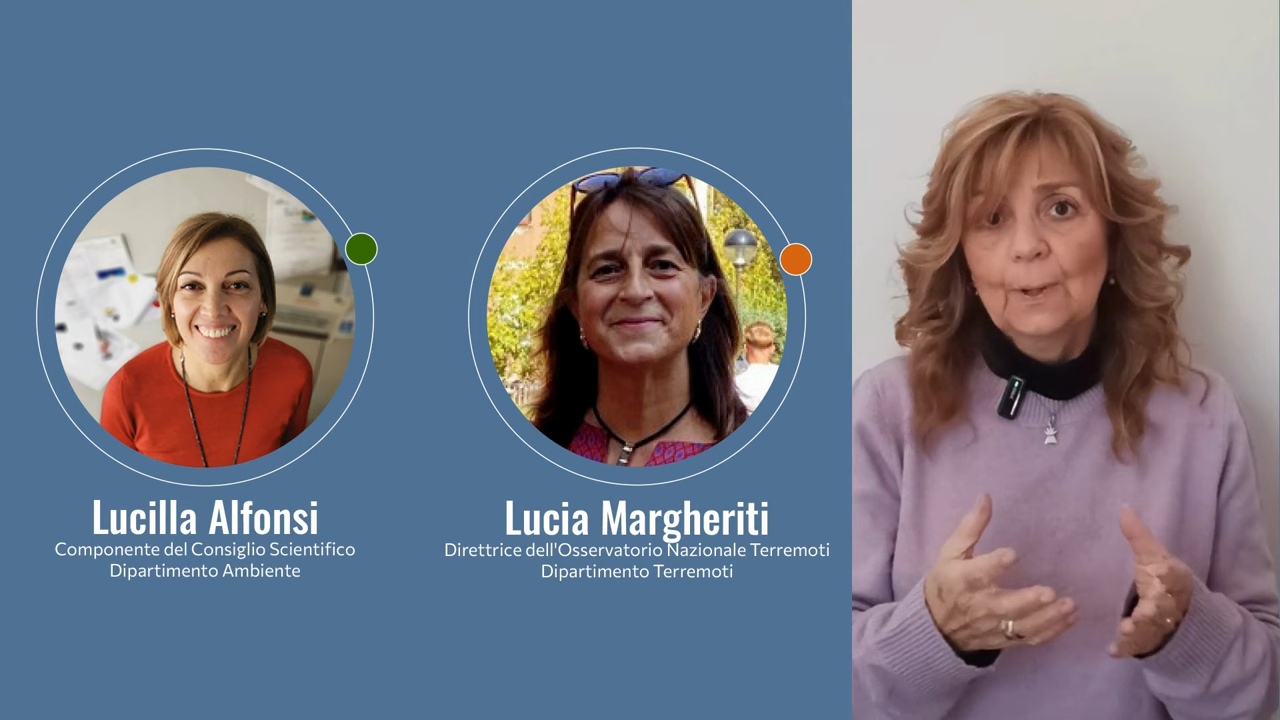 Lucilla Alfonsi
Componente del Consiglio Scientifico
Dipartimento Ambiente
Lucia Margheriti
Direttrice dell'Osservatorio Nazionale Terremoti
Dipartimento Terremoti